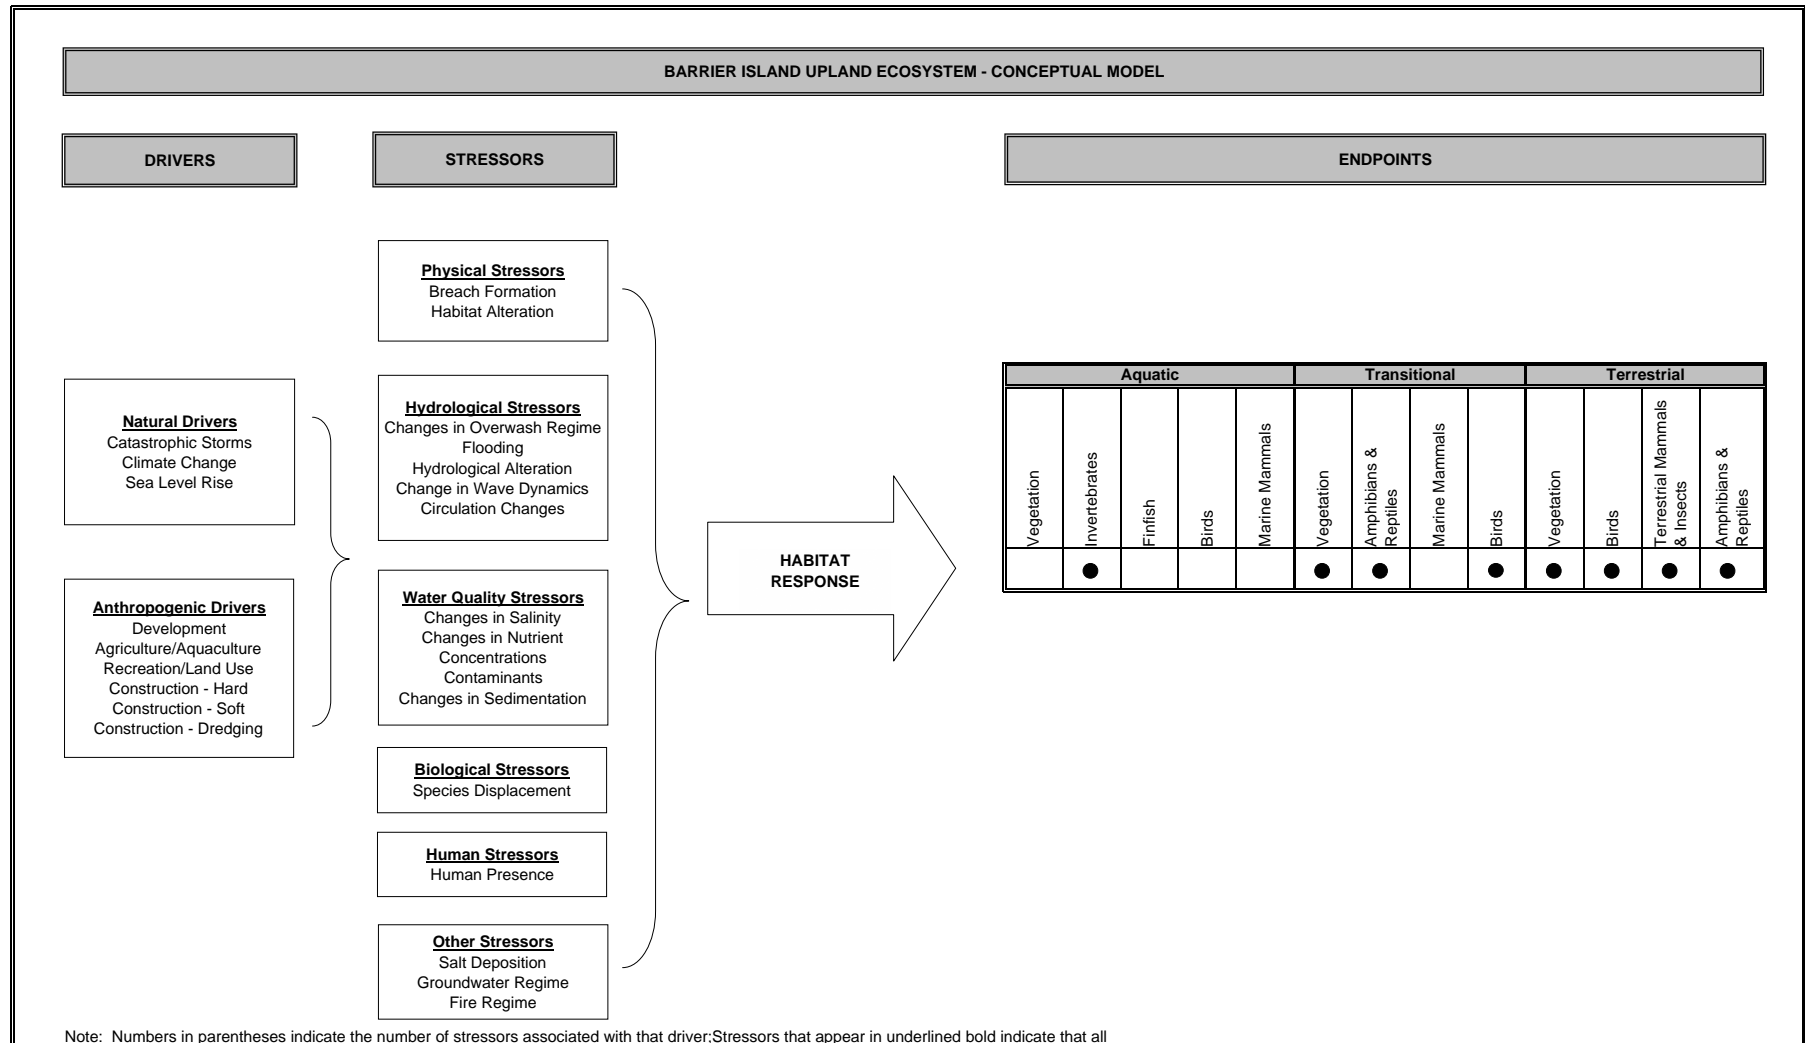 BARRIER ISLAND UPLAND ECOSYSTEM - CONCEPTUAL MODEL
DRIVERS
STRESSORS
ENDPOINTS
Natural Drivers
Catastrophic Storms
Climate Change
Sea Level Rise
Anthropogenic Drivers
Development
Agriculture/Aquaculture
Recreation/Land Use
Construction - Hard
Construction - Soft
Construction - Dredging
Physical Stressors
Breach Formation
Habitat Alteration
Hydrological Stressors
Changes in Overwash Regime
Flooding
Hydrological Alteration
Change in Wave Dynamics
Circulation Changes
Water Quality Stressors
Changes in Salinity
Changes in Nutrient
Concentrations
Contaminants
Changes in Sedimentation
Biological Stressors
Species Displacement
Human Stressors
Human Presence
Other Stressors
Salt Deposition
Groundwater Regime
Fire Regime
HABITAT
RESPONSE
Aquatic
Transitional
Terrestrial
Vegetation
Invertebrates
Finfish
Birds
Marine Mammals
Vegetation
Amphibians &
Reptiles
Marine Mammals
Birds
Vegetation
Birds
Terrestrial Mammals
& Insects
Amphibians &
Reptiles
Note:  Numbers in parentheses indicate the number of stressors associated with that driver;Stressors that appear in underlined bold indicate that all